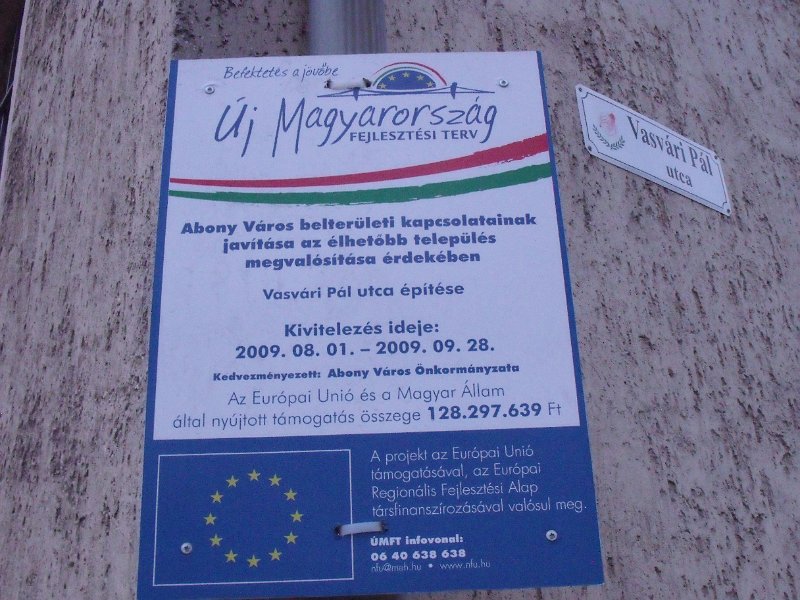 Befektetés a jövőbe
Új Magyarország
FEJLESZTÉSI TERV
Abony Város belterületi kapcsolatainak
javítása az élhetőbb település
megvalósítása érdekében
Vasvári Pál utca építése
Kivitelezés ideje:
2009. 08. 01. – 2009. 09. 28.
Kedvezményezett: Abony Város Önkormányzata
Az Európai Unió és a Magyar Állam
által nyújtott támogatás összege 128.297.639 Ft
A projekt az Európai Unió
támogatásával, az Európai
Regionális Fejlesztési Alap
társfinanszírozásával valósul meg.
ÚMFT infovonal:
06 40 638 638
nfu@meh.hu • www.nfu.hu
Vasvári Pál
utca